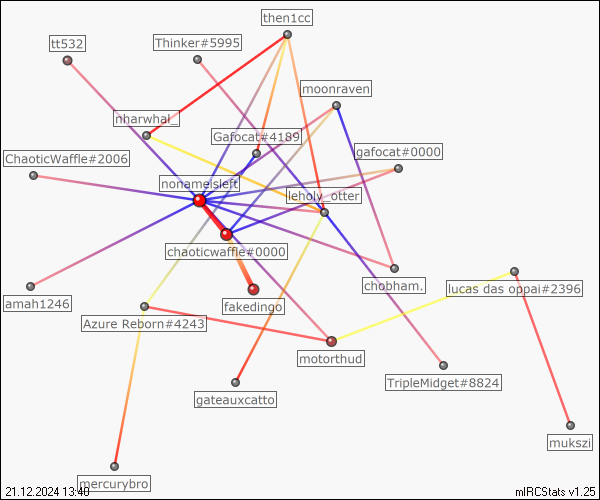 then1cc
tt532
Thinker#5995
moonraven
nharwhal_
Gafocat#4189
gafocat#0000
ChaoticWaffle#2006
nonameisleft
leholy_otter
chaoticwaffle#0000
chobham.
lucas das oppai#2396
amah1246
fakedingo
Azure Reborn#4243
motorthud
TripleMidget#8824
gateauxcatto
mukszi
mercurybro
21.12.2024 13:40
mIRCStats v1.25